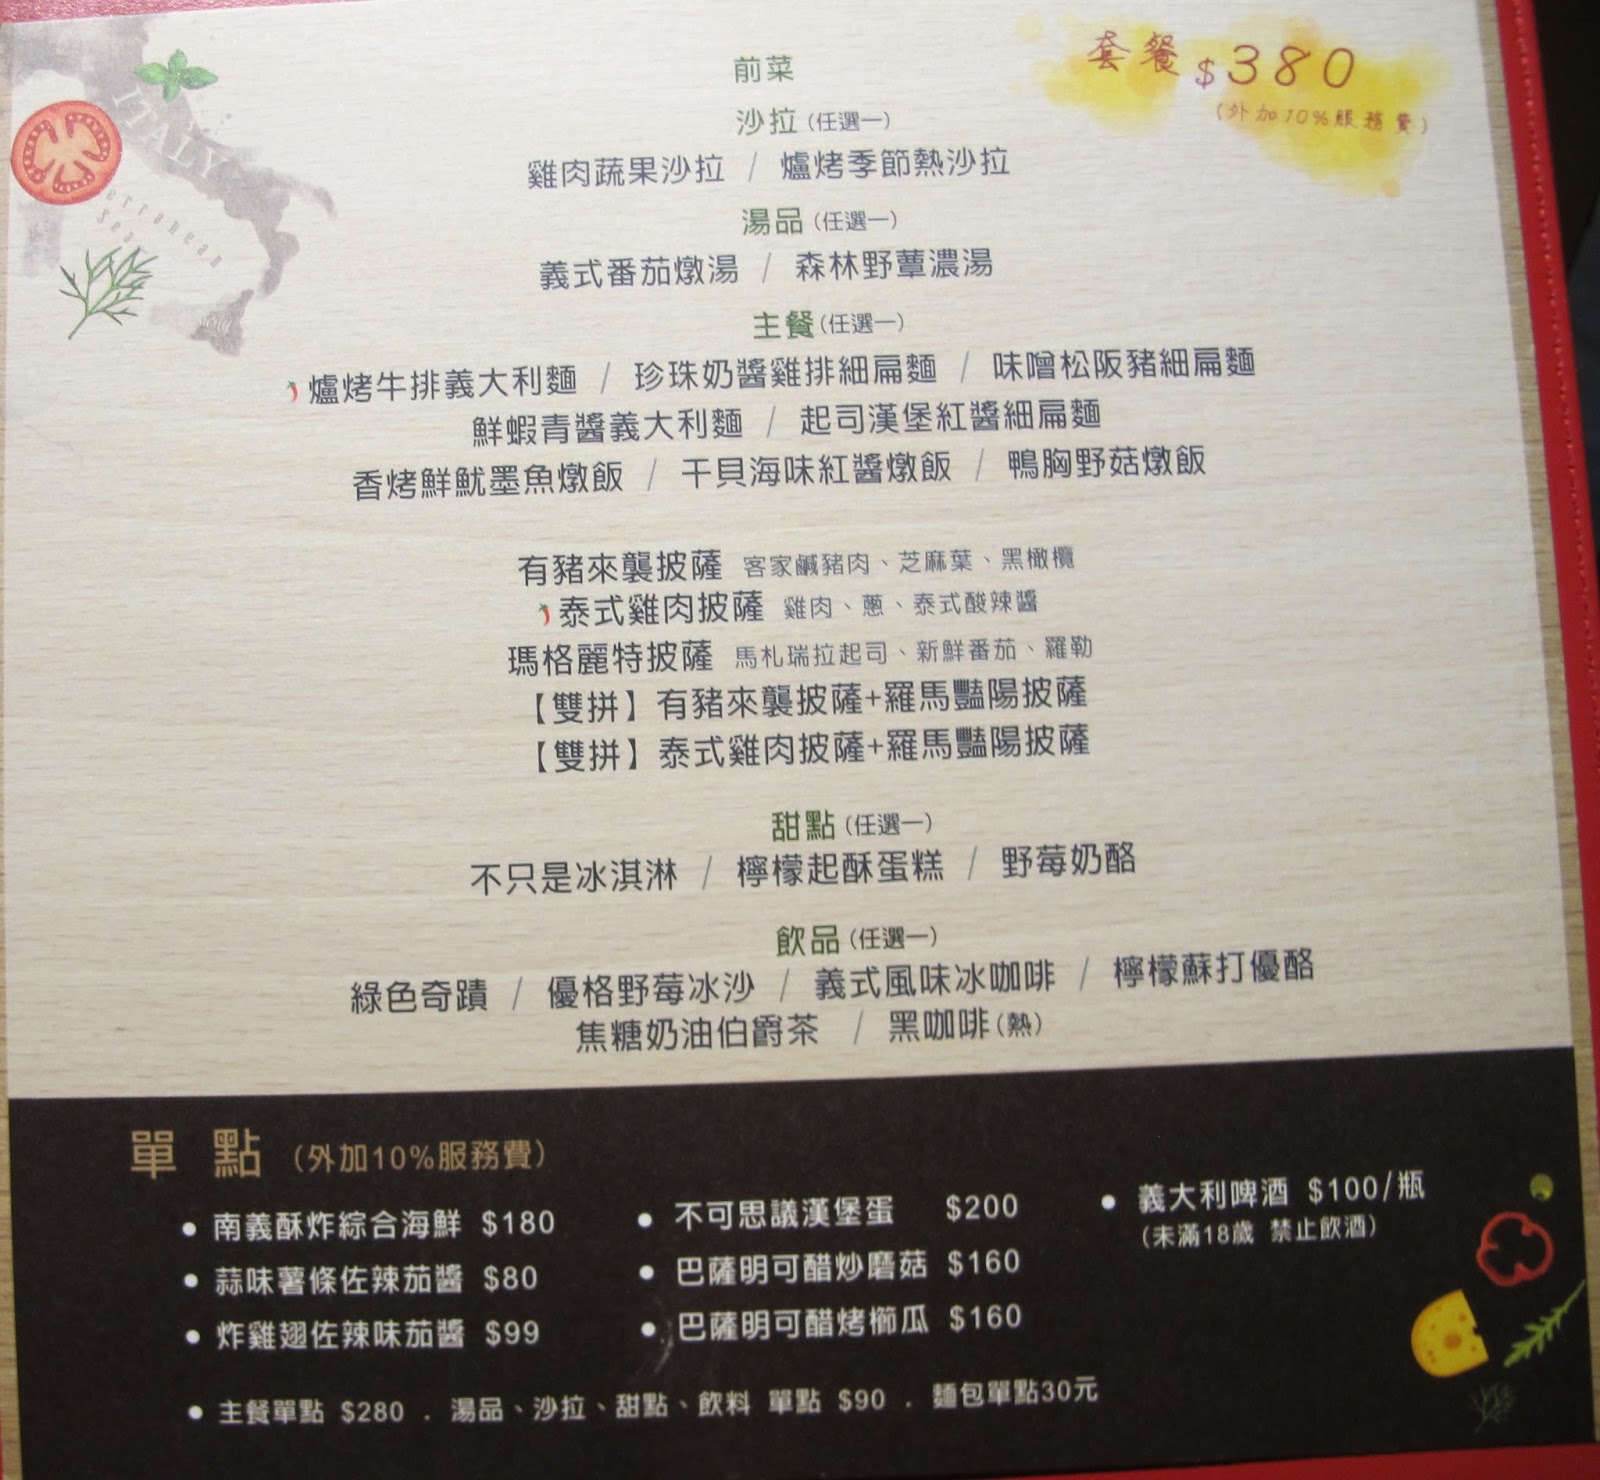 套餐 $380
(外加10%服務費)
ITALY
前菜
沙拉(任選一)
雞肉蔬果沙拉 / 爐烤季節熱沙拉
湯品(任選一)
義式番茄燉湯 / 森林野蕈濃湯
主餐(任選一)
爐烤牛排義大利麵 / 珍珠奶醬雞排細扁麵 / 味噌松阪豬細扁麵
鮮蝦青醬義大利麵 / 起司漢堡紅醬細扁麵
香烤鮮魷墨魚燉飯 / 干貝海味紅醬燉飯 / 鴨胸野菇燉飯
有豬來襲披薩 客家鹹豬肉、芝麻葉、黑橄欖
泰式雞肉披薩 雞肉、蔥、泰式酸辣醬
瑪格麗特披薩 馬札瑞拉起司、新鮮番茄、羅勒
【雙拼】有豬來襲披薩+羅馬豔陽披薩
【雙拼】泰式雞肉披薩+羅馬豔陽披薩
甜點(任選一)
不只是冰淇淋 / 檸檬起酥蛋糕 / 野莓奶酪
飲品(任選一)
綠色奇蹟 / 優格野莓冰沙 / 義式風味冰咖啡 / 檸檬蘇打優酪
焦糖奶油伯爵茶 / 黑咖啡(熱)
單點 (外加10%服務費)
• 南義酥炸綜合海鮮 $180
• 蒜味薯條佐辣茄醬 $80
• 炸雞翅佐辣味茄醬 $99
• 不可思議漢堡蛋 $200
• 巴薩明可醋炒蘑菇 $160
• 巴薩明可醋烤櫛瓜 $160
• 義大利啤酒 $100/瓶
(未滿18歲 禁止飲酒)
• 主餐單點 $280 . 湯品、沙拉、甜點、飲料 單點 $90 . 麵包單點30元